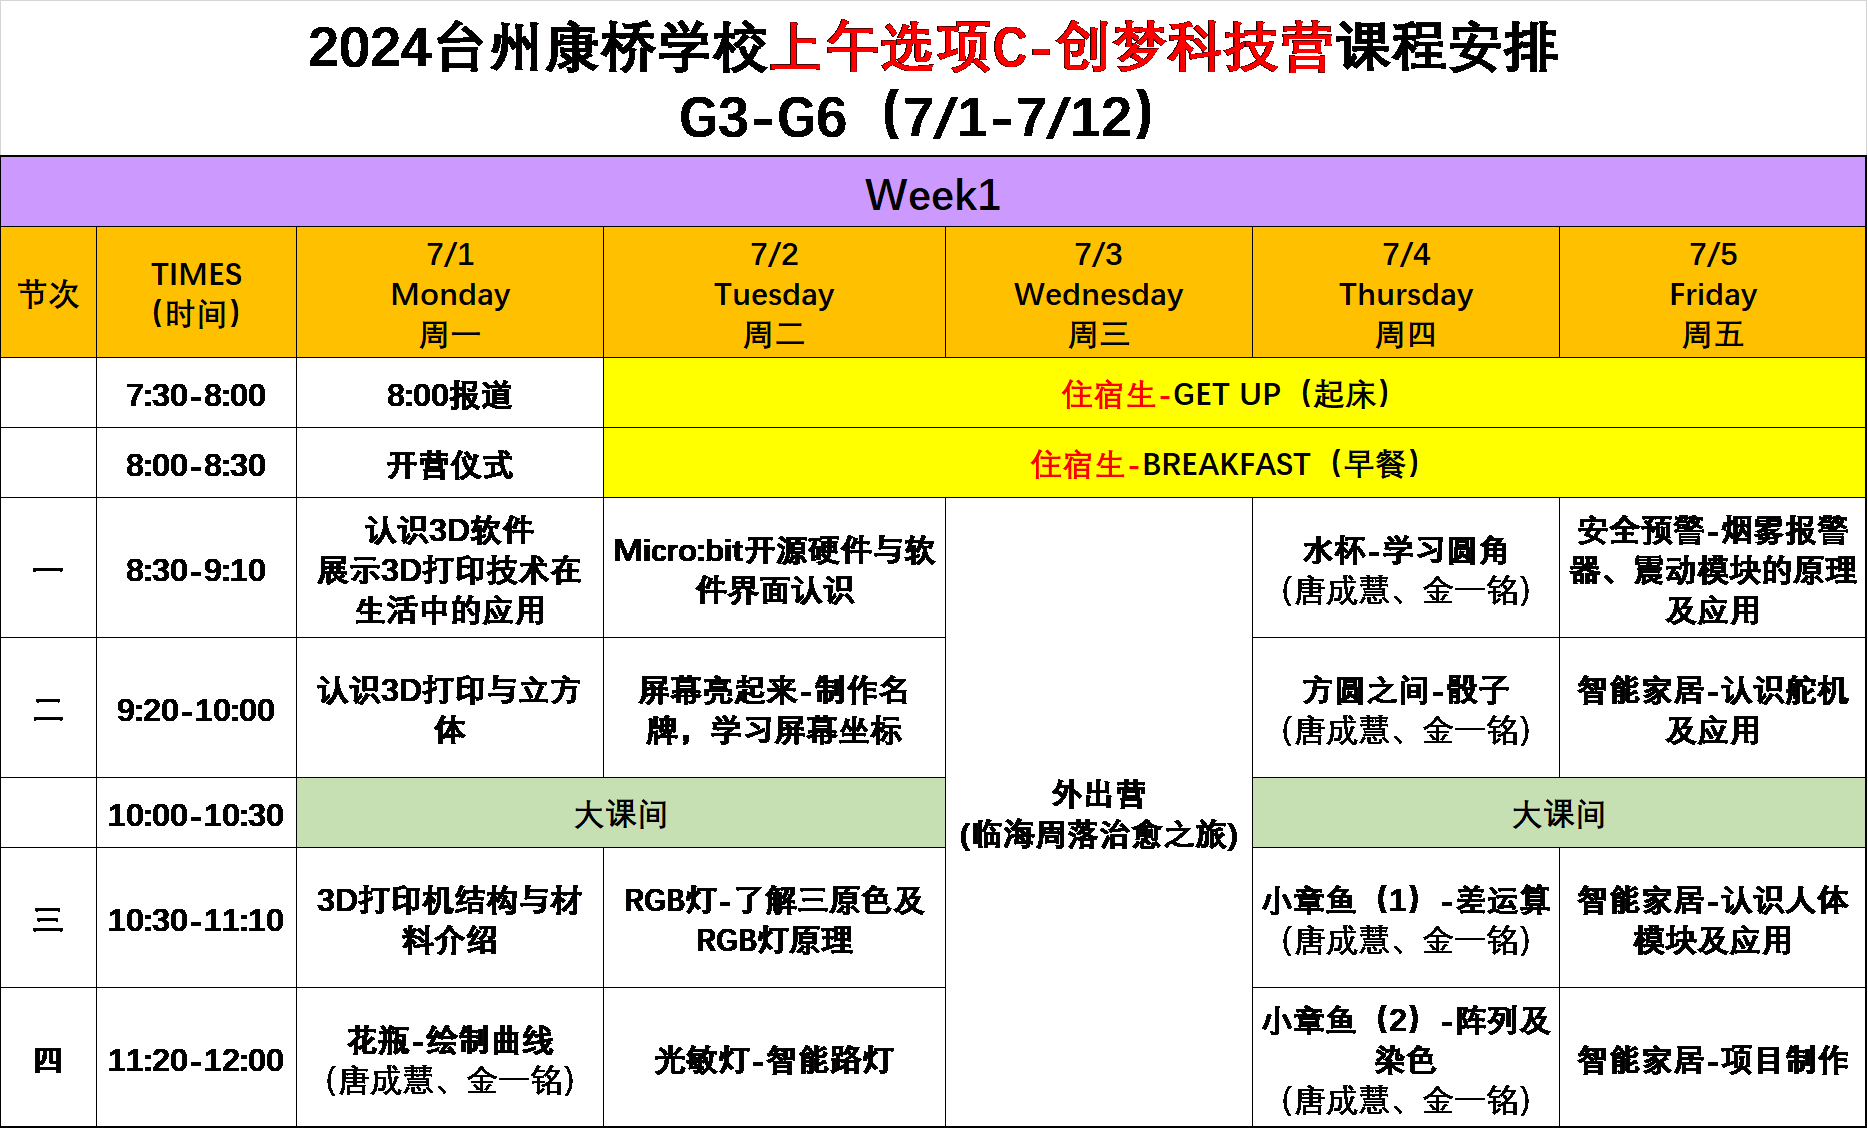 2024台州康桥学校上午选项C-创梦科技营课程安排
G3-G6（7/1-7/12）
Week1
节次
TIMES
（时间）
7/1
Monday
周一
7/2
Tuesday
周二
7/3
Wednesday
周三
7/4
Thursday
周四
7/5
Friday
周五
7:30-8:00
8:00报道
住宿生-GET UP（起床）
8:00-8:30
开营仪式
住宿生-BREAKFAST（早餐）
一
8:30-9:10
认识3D软件
展示3D打印技术在
生活中的应用
Micro:bit开源硬件与软
件界面认识
外出营
(临海周落治愈之旅)
水杯-学习圆角
(唐成慧、金一铭)
安全预警-烟雾报警
器、震动模块的原理
及应用
二
9:20-10:00
认识3D打印与立方
体
屏幕亮起来-制作名
牌，学习屏幕坐标
方圆之间-骰子
(唐成慧、金一铭)
智能家居-认识舵机
及应用
10:00-10:30
大课间
大课间
三
10:30-11:10
3D打印机结构与材
料介绍
RGB灯-了解三原色及
RGB灯原理
小章鱼（1）-差运算
(唐成慧、金一铭)
智能家居-认识人体
模块及应用
四
11:20-12:00
花瓶-绘制曲线
(唐成慧、金一铭)
光敏灯-智能路灯
小章鱼（2）-阵列及
染色
(唐成慧、金一铭)
智能家居-项目制作